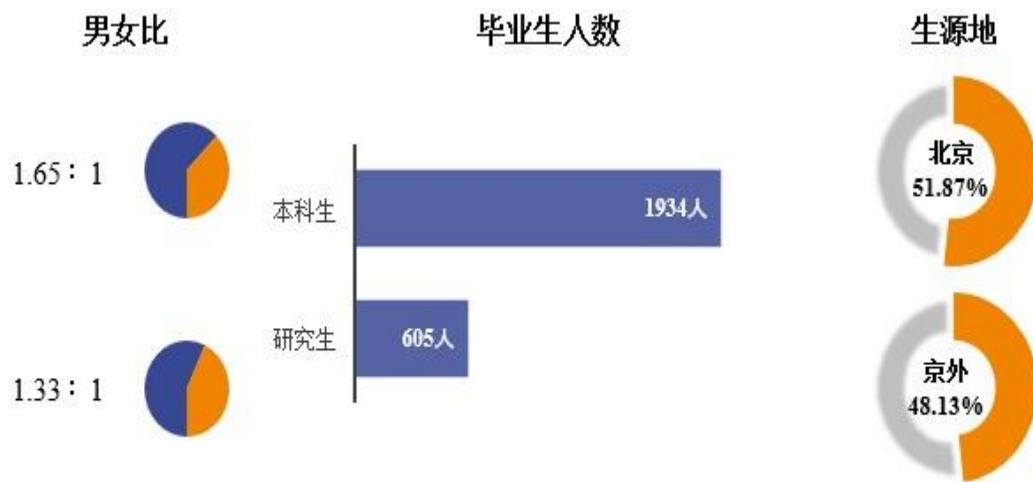 男女比
毕业生人数
生源地
1.65：1
本科生
1934人
北京
51.87%
1.33：1
研究生
605人
京外
48.13%